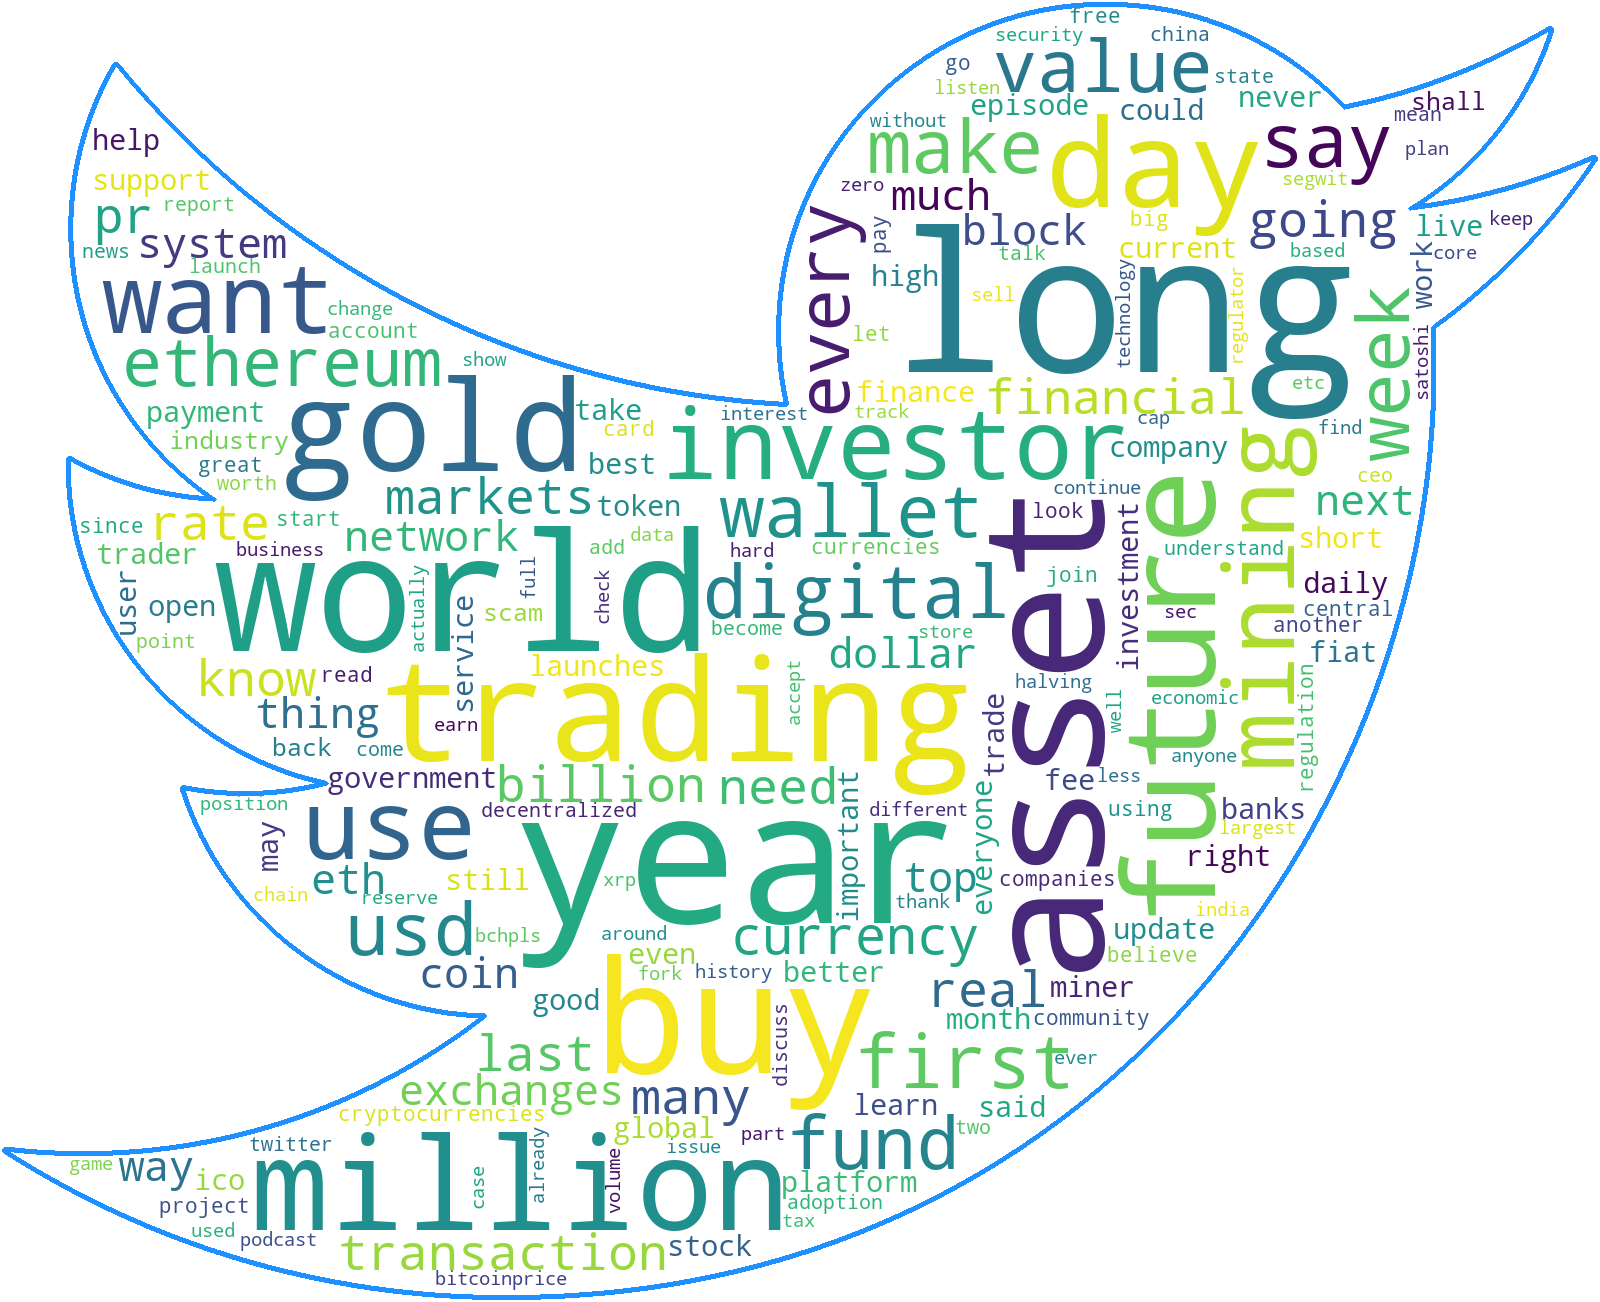 free
security
china
go
value
state
listen
episode
could
never
shall
mean
without
make
day
say
plan
help
zero
much
segwit
support
report
pr
pay
block
big
going
live
keep
system
news
launch
high
talk
current
based
work
core
want
change
account
every
long
sell
technology
regulator
week
satoshi
ethereum
show
let
gold
take
finance
financial
etc
payment
card
interest
track
cap
find
industry
great
worth
best
investor
company
mining
ceo
markets
token
wallet
continue
look
next
since
rate
start
trader
business
network
add
data
hard
currencies
understand
short
user
open
point
world
actually
full
scam
check
digital
asset
join
investment
sec
future
daily
central
another
fiat
know
read
service
launches
become
store
dollar
thing
earn
trading
accept
halving
well
economic
regulation
back
come
trade
anyone
government
billion
need
important
fee
less
position
decentralized
different
everyone
using
banks
largest
may
use
year
right
eth
still
xrp
top
companies
chain
reserve
thank
india
usd
bchpls
around
currency
update
coin
even
fork
history
better
believe
good
buy
real
miner
month
community
last
discuss
first
ever
exchanges
many
learn
said
cryptocurrencies
global
part
two
twitter
issue
fund
game
way
ico
million
case
already
volume
platform
project
adoption
used
podcast
tax
transaction
stock
bitcoinprice